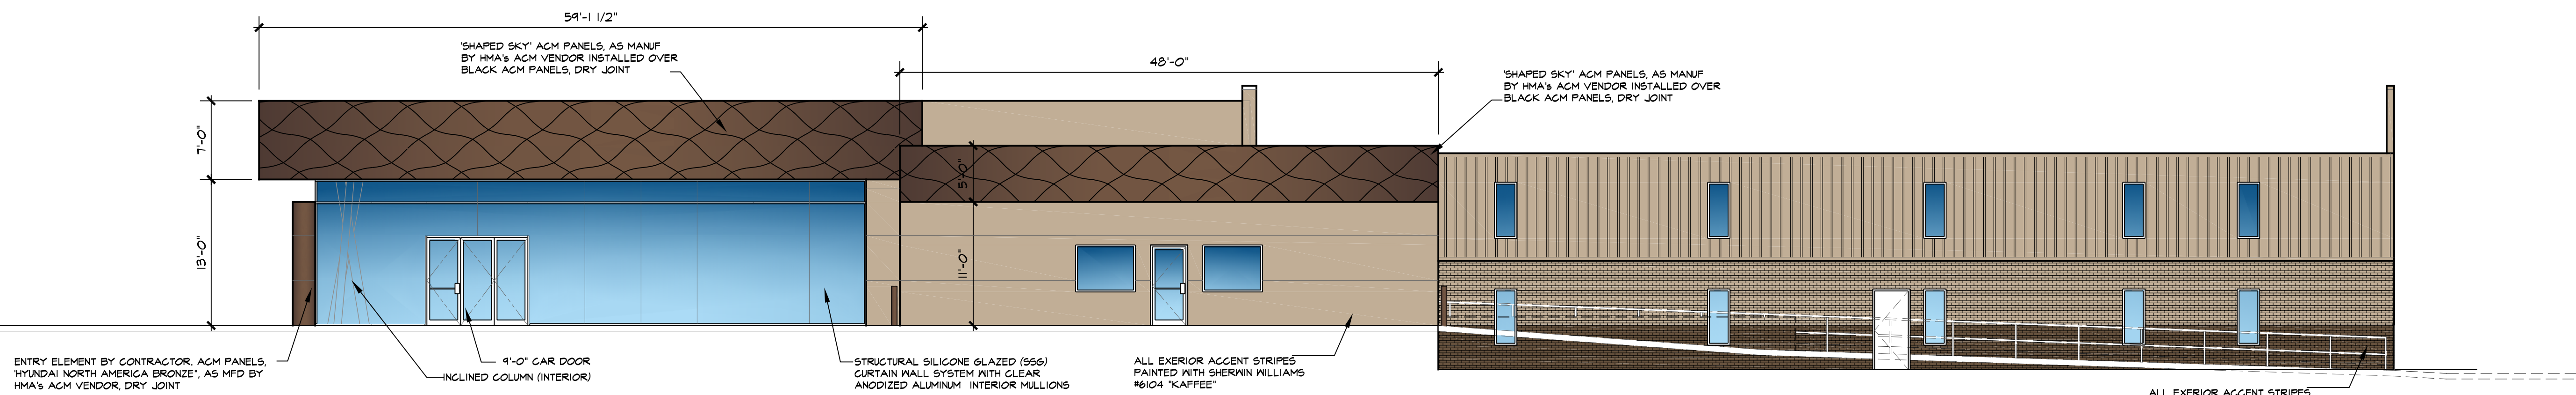 59'-1 1/2"
'SHAPED SKY' ACM PANELS, AS MANUF
BY HMA's ACM VENDOR INSTALLED OVER
BLACK ACM PANELS, DRY JOINT
48'-0"
'SHAPED SKY' ACM PANELS, AS MANUF
BY HMA's ACM VENDOR INSTALLED OVER
BLACK ACM PANELS, DRY JOINT
7'-0"
5'-0"
13'-0"
11'-0"
ENTRY ELEMENT BY CONTRACTOR. ACM PANELS,
'HYUNDAI NORTH AMERICA BRONZE", AS MFD BY
HMA's ACM VENDOR, DRY JOINT
9'-0" CAR DOOR
INCLINED COLUMN (INTERIOR)
STRUCTURAL SILICONE GLAZED (SSG)
CURTAIN WALL SYSTEM WITH CLEAR
ANODIZED ALUMINUM INTERIOR MULLIONS
ALL EXERIOR ACCENT STRIPES
PAINTED WITH SHERWIN WILLIAMS
#6104 "KAFFEE"
ALL EXERIOR ACCENT STRIPES